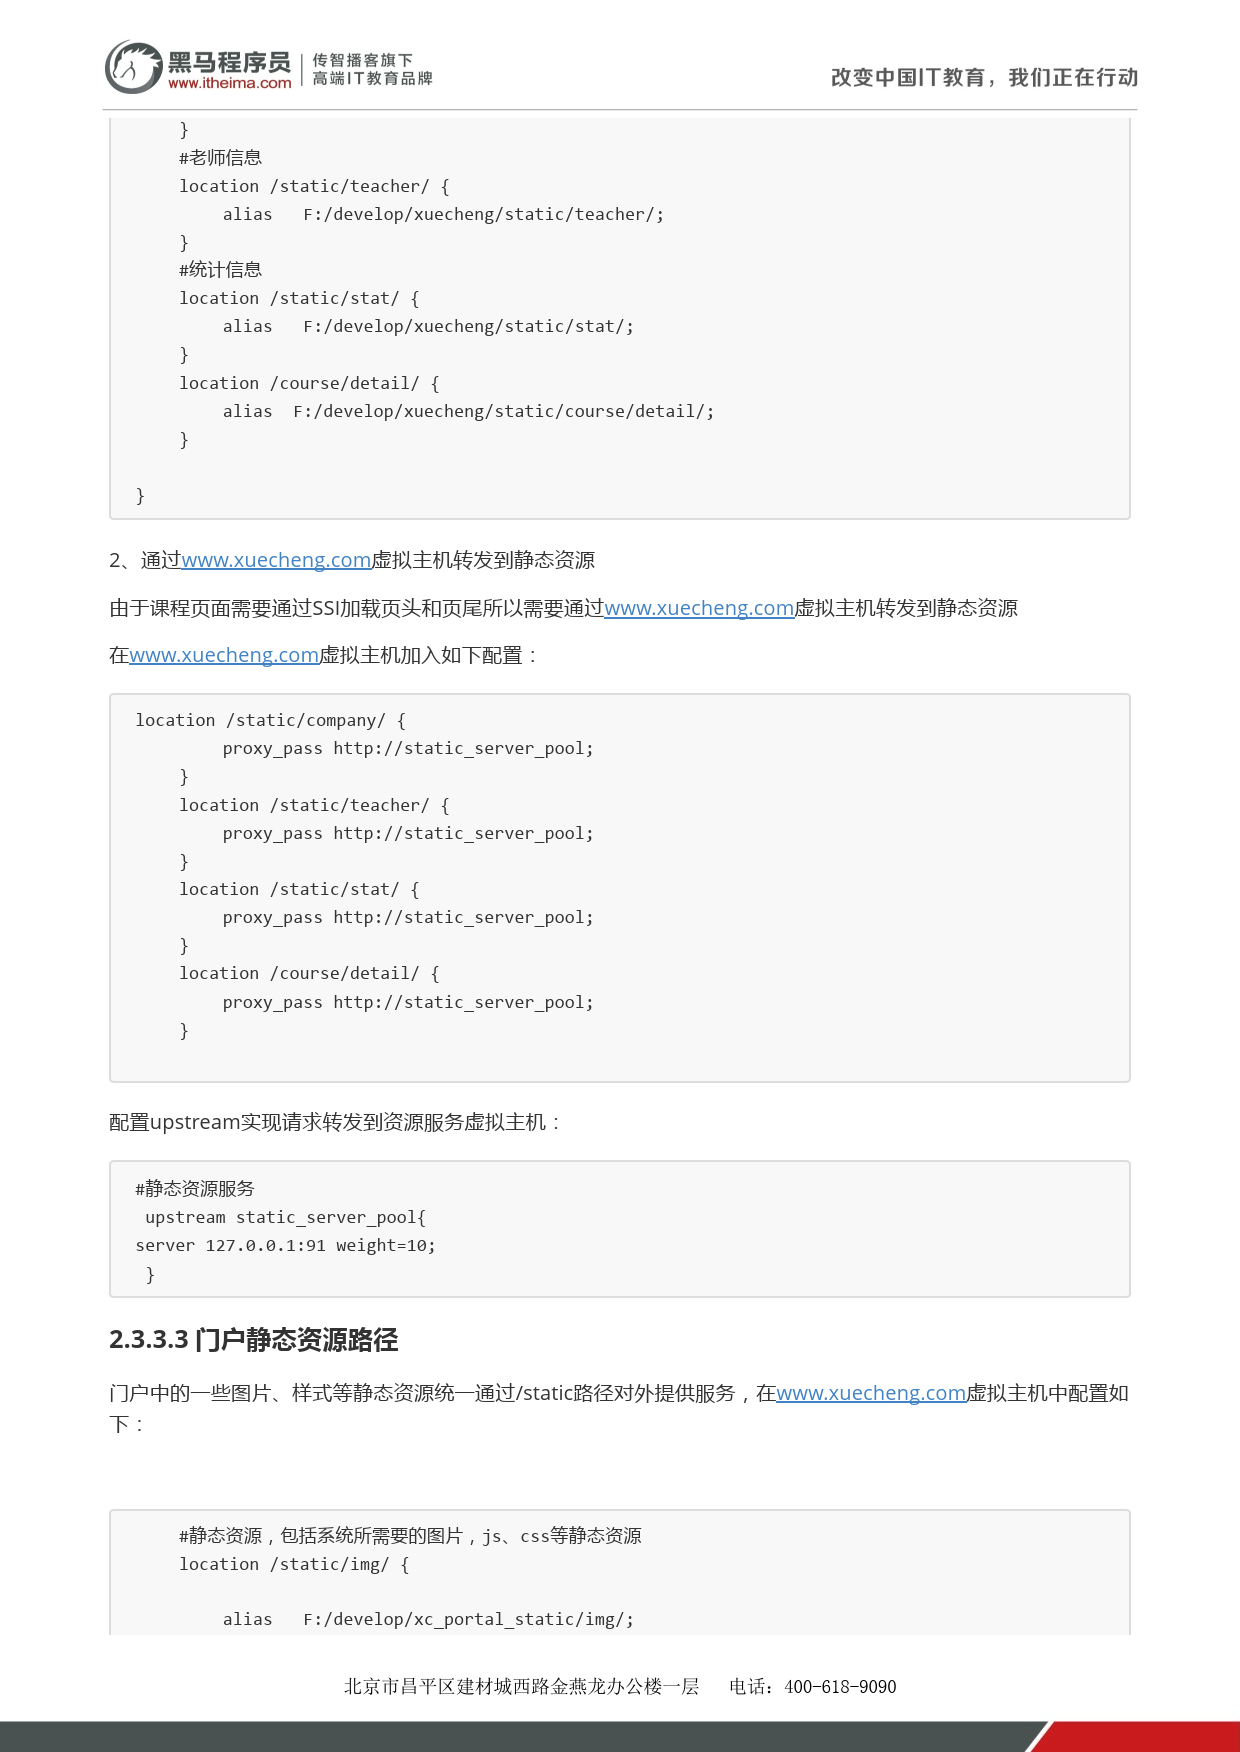 黑马程序员
www.itheima.com
传智播客旗下
高端IT教育品牌
改变中国IT教育，我们正在行动
}
#老师信息
location /static/teacher/ {
alias   F:/develop/xuecheng/static/teacher/;
}
#统计信息
location /static/stat/ {
alias   F:/develop/xuecheng/static/stat/;
}
location /course/detail/ {
alias  F:/develop/xuecheng/static/course/detail/;
}
}
2、通过www.xuecheng.com虚拟主机转发到静态资源
由于课程页面需要通过SSI加载页头和页尾所以需要通过www.xuecheng.com虚拟主机转发到静态资源
在www.xuecheng.com虚拟主机加入如下配置：
location /static/company/ {
proxy_pass http://static_server_pool;
}
location /static/teacher/ {
proxy_pass http://static_server_pool;
}
location /static/stat/ {
proxy_pass http://static_server_pool;
}
location /course/detail/ {
proxy_pass http://static_server_pool;
}
配置upstream实现请求转发到资源服务虚拟主机：
#静态资源服务
upstream static_server_pool{
server 127.0.0.1:91 weight=10;
}
2.3.3.3 门户静态资源路径
门户中的一些图片、样式等静态资源统一通过/static路径对外提供服务，在www.xuecheng.com虚拟主机中配置如
下：
#静态资源，包括系统所需要的图片，js、css等静态资源
location /static/img/ {
alias   F:/develop/xc_portal_static/img/;
北京市昌平区建材城西路金燕龙办公楼一层   电话：400-618-9090